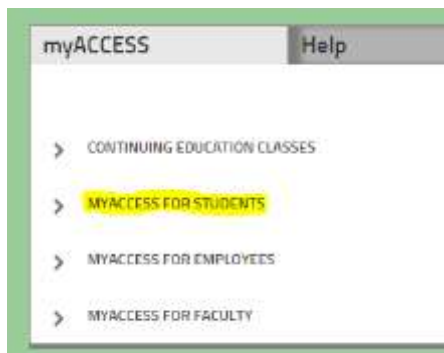 myACCESS Help
CONTINUING EDUCATION CLASSES
MYACCESS FOR STUDENTS
MYACCESS FOR EMPLOYEES
MYACCESS FOR FACULTY